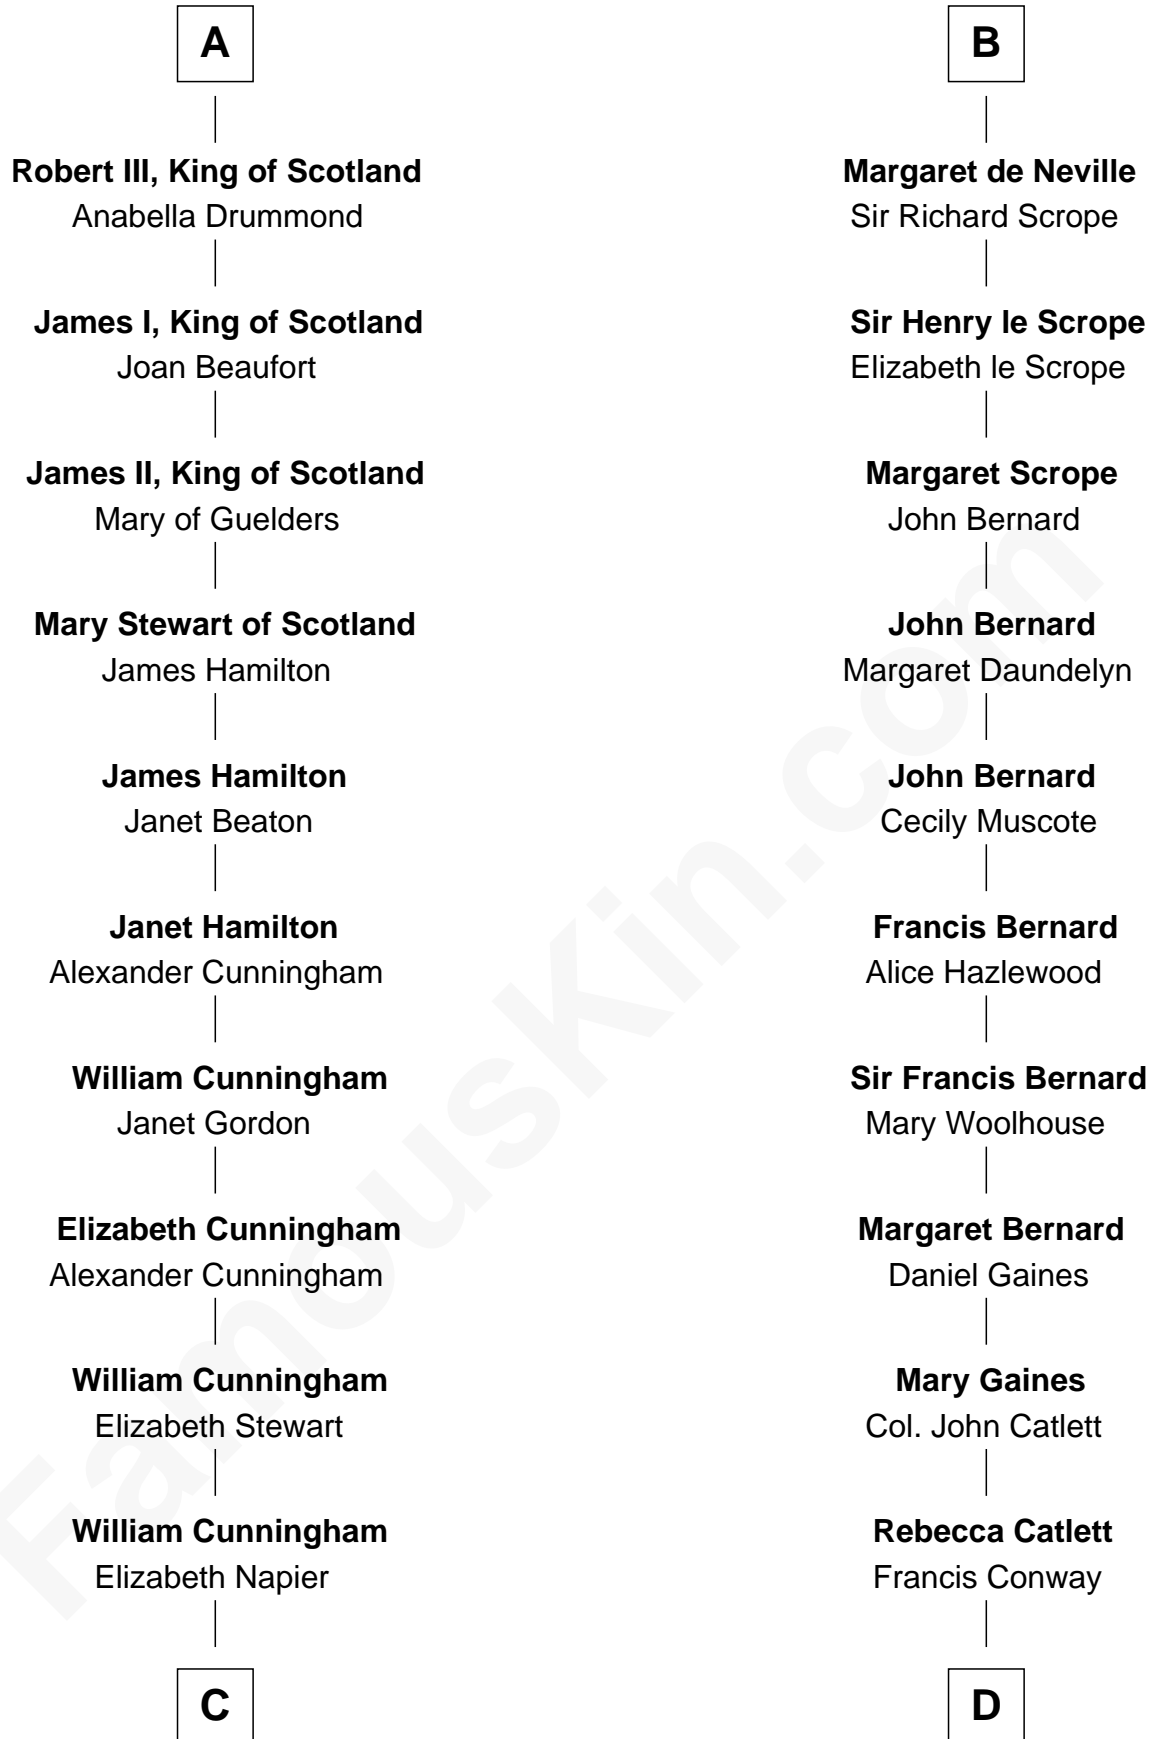 A
Robert III, King of Scotland
Anabella Drummond
James I, King of Scotland
Joan Beaufort
James II, King of Scotland
Mary of Guelders
Mary Stewart of Scotland
James Hamilton
James Hamilton
Janet Beaton
Janet Hamilton
Alexander Cunningham
William Cunningham
Janet Gordon
Elizabeth Cunningham
Alexander Cunningham
William Cunningham
Elizabeth Stewart
William Cunningham
Elizabeth Napier
C
B
Margaret de Neville
Sir Richard Scrope
Sir Henry le Scrope
Elizabeth le Scrope
Margaret Scrope
John Bernard
John Bernard
Margaret Daundelyn
John Bernard
Cecily Muscote
Francis Bernard
Alice Hazlewood
Sir Francis Bernard
Mary Woolhouse
Margaret Bernard
Daniel Gaines
Mary Gaines
Col. John Catlett
Rebecca Catlett
Francis Conway
D
FamousKin.com